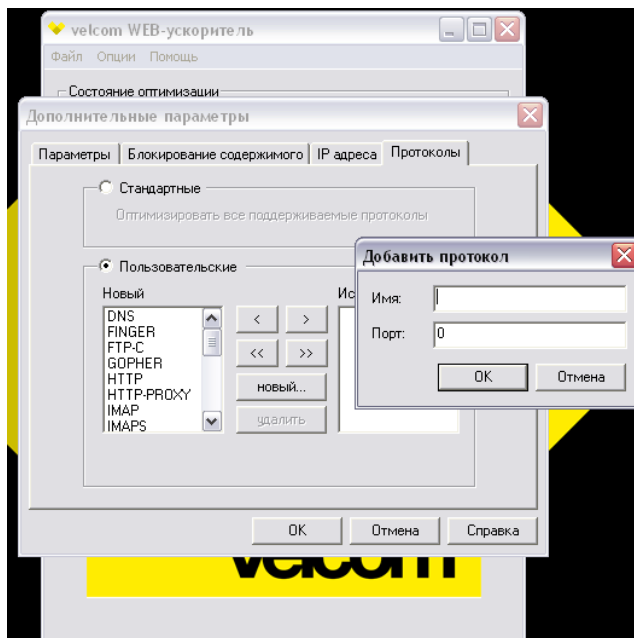 velcom WEB-ускоритель
Файл Опции Помощь
Состояние оптимизации
Дополнительные параметры
Параметры Блокирование содержимого IP адреса Протоколы
Стандартные
Оптимизировать все поддерживаемые протоколы
Добавить протокол
Пользовательские
Новый
Ис
Имя:
DNS
FINGER
FTP-C
GOPHER
HTTP
HTTP-PROXY
IMAP
IMAPS
< >
<< >>
новый...
удалить
Порт: 0
OK Отмена
OK Отмена Справка
velcom